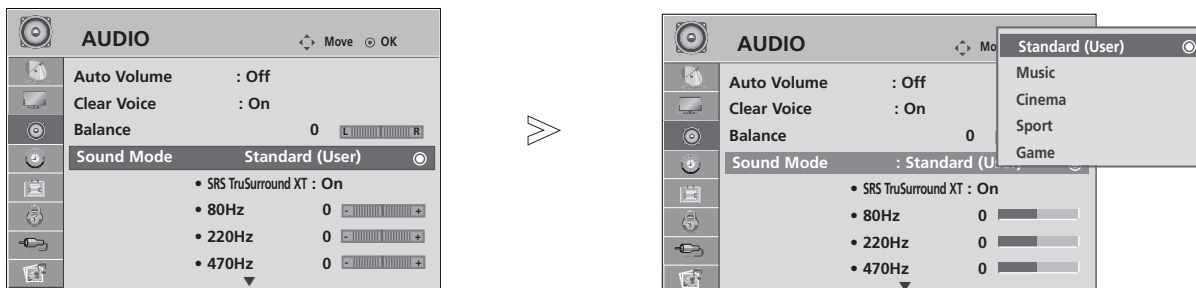 AUDIO
Move OK
Auto Volume : Off
Clear Voice : On
Balance 0 L R
Sound Mode Standard (User)
• SRS TruSurround XT : On
• 80Hz 0 - +
• 220Hz 0 - +
• 470Hz 0 - +
AUDIO
Mo
Auto Volume : Off
Clear Voice : On
Balance 0
Sound Mode : Standard (U
• SRS TruSurround XT : On
• 80Hz 0
• 220Hz 0
• 470Hz 0
Standard (User)
Music
Cinema
Sport
Game